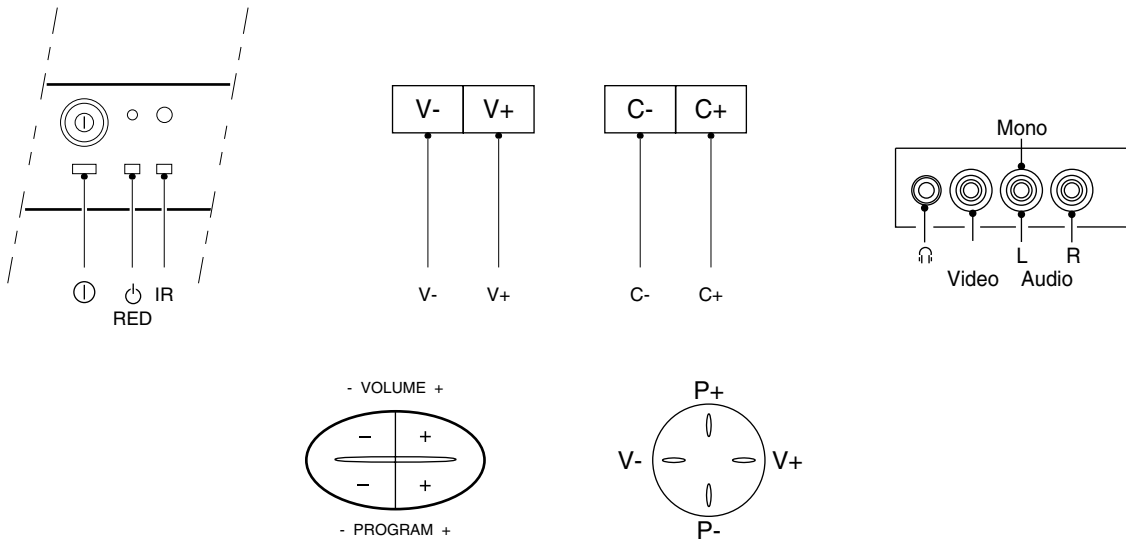 V- V+
C- C+
Mono
IR
RED
V- V+
C- C+
L R
Video Audio
- VOLUME +
- +
- +
- PROGRAM +
P+
V- V+
P-